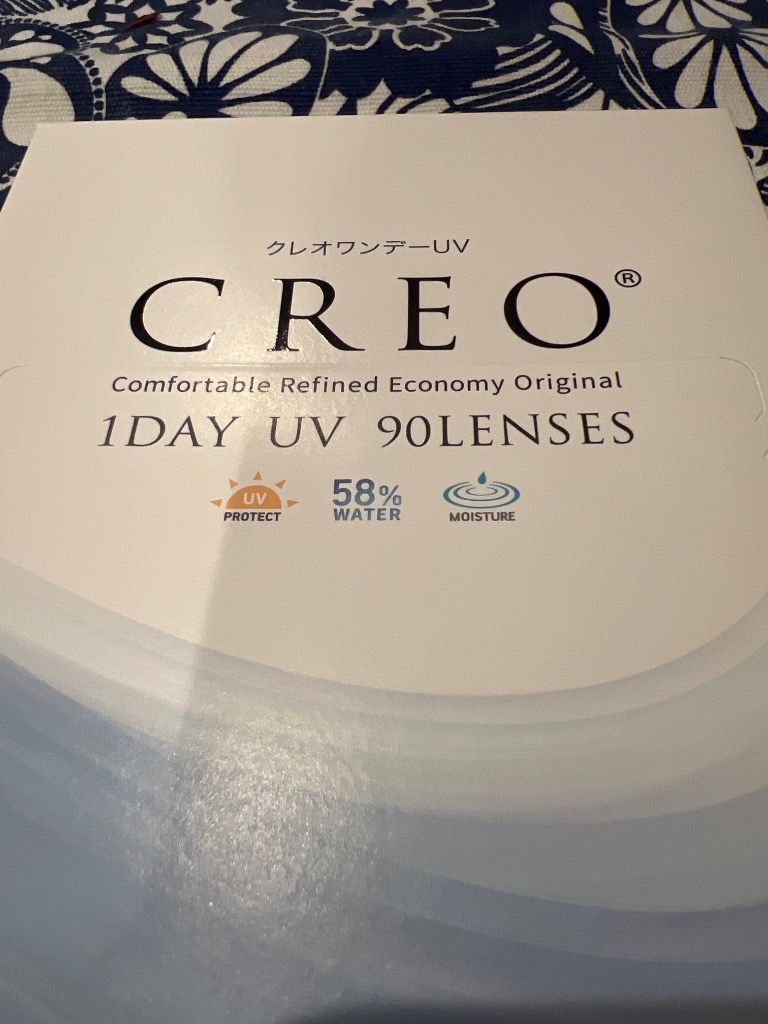 クレオワンデーUV
CREO®
Comfortable Refined Economy Original
1DAY UV 90LENSES
UV
PROTECT
58%
WATER
MOISTURE